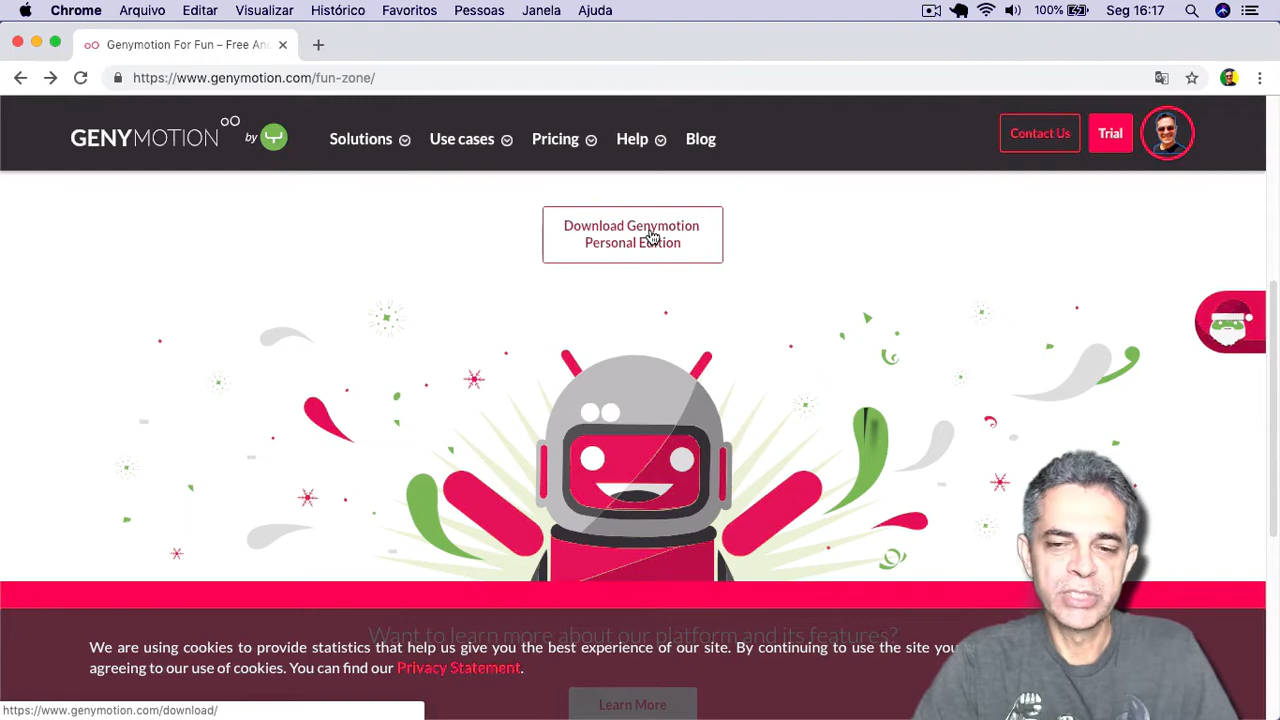 Chrome Arquivo Editar Visualizar Histórico Favoritos Pessoas Janela Ajuda 100% Seg 16:17
Genymotion For Fun – Free An
https://www.genymotion.com/fun-zone/
GENYMOTION by Solutions Use cases Pricing Help Blog Contact Us Trial
Download Genymotion
Personal Edition
Want to learn more about our platform and its features?
We are using cookies to provide statistics that help us give you the best experience of our site. By continuing to use the site you
agreeing to our use of cookies. You can find our Privacy Statement.
Learn More
https://www.genymotion.com/download/